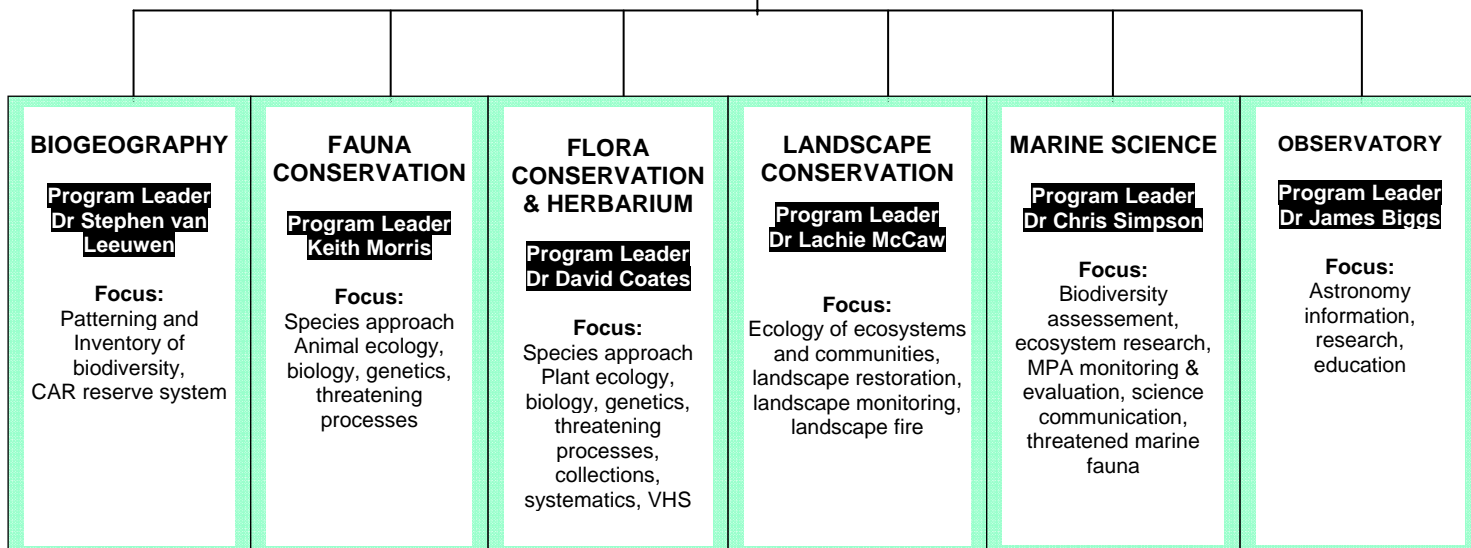 BIOGEOGRAPHY
Program Leader
Dr Stephen van
Leeuwen
Focus:
Patterning and
Inventory of
biodiversity,
CAR reserve system
FAUNA
CONSERVATION
Program Leader
Keith Morris
Focus:
Species approach
Animal ecology,
biology, genetics,
threatening
processes
FLORA
CONSERVATION
& HERBARIUM
Program Leader
Dr David Coates
Focus:
Species approach
Plant ecology,
biology, genetics,
threatening
processes,
collections,
systematics, VHS
LANDSCAPE
CONSERVATION
Program Leader
Dr Lachie McCaw
Focus:
Ecology of ecosystems
and communities,
landscape restoration,
landscape monitoring,
landscape fire
MARINE SCIENCE
Program Leader
Dr Chris Simpson
Focus:
Biodiversity
assessement,
ecosystem research,
MPA monitoring &
evaluation, science
communication,
threatened marine
fauna
OBSERVATORY
Program Leader
Dr James Biggs
Focus:
Astronomy
information,
research,
education